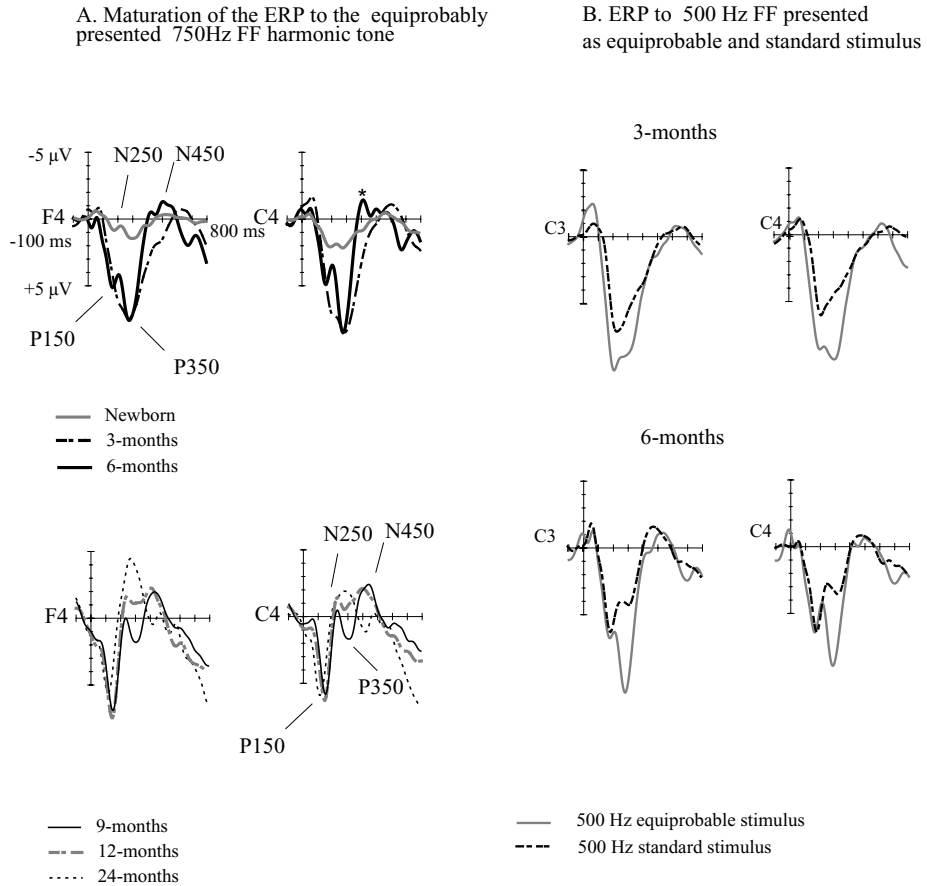 A. Maturation of the ERP to the equiprobably
presented 750Hz FF harmonic tone
B. ERP to 500 Hz FF presented
as equiprobable and standard stimulus
-5 µV
N250
N450
F4
-100 ms
800 ms
+5 µV
P150
P350
*
C4
Newborn
3-months
6-months
3-months
C3
C4
6-months
C3
C4
N250
N450
F4
C4
P350
P150
9-months
12-months
24-months
500 Hz equiprobable stimulus
500 Hz standard stimulus